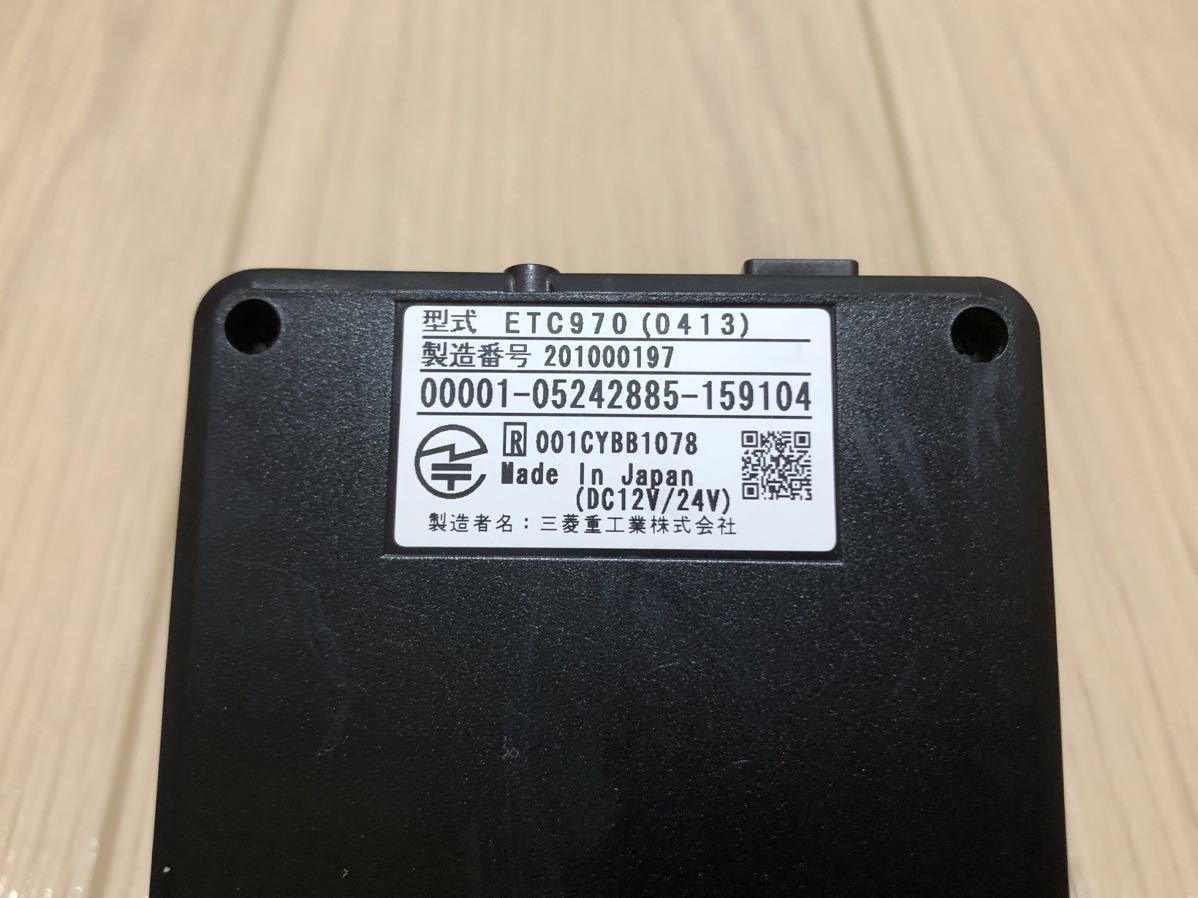 型式 ETC970(0413)
製造番号 201000197
00001-05242885-159104
R 001CYBB1078
Made In Japan
(DC12V/24V)
製造者名:三菱重工業株式会社